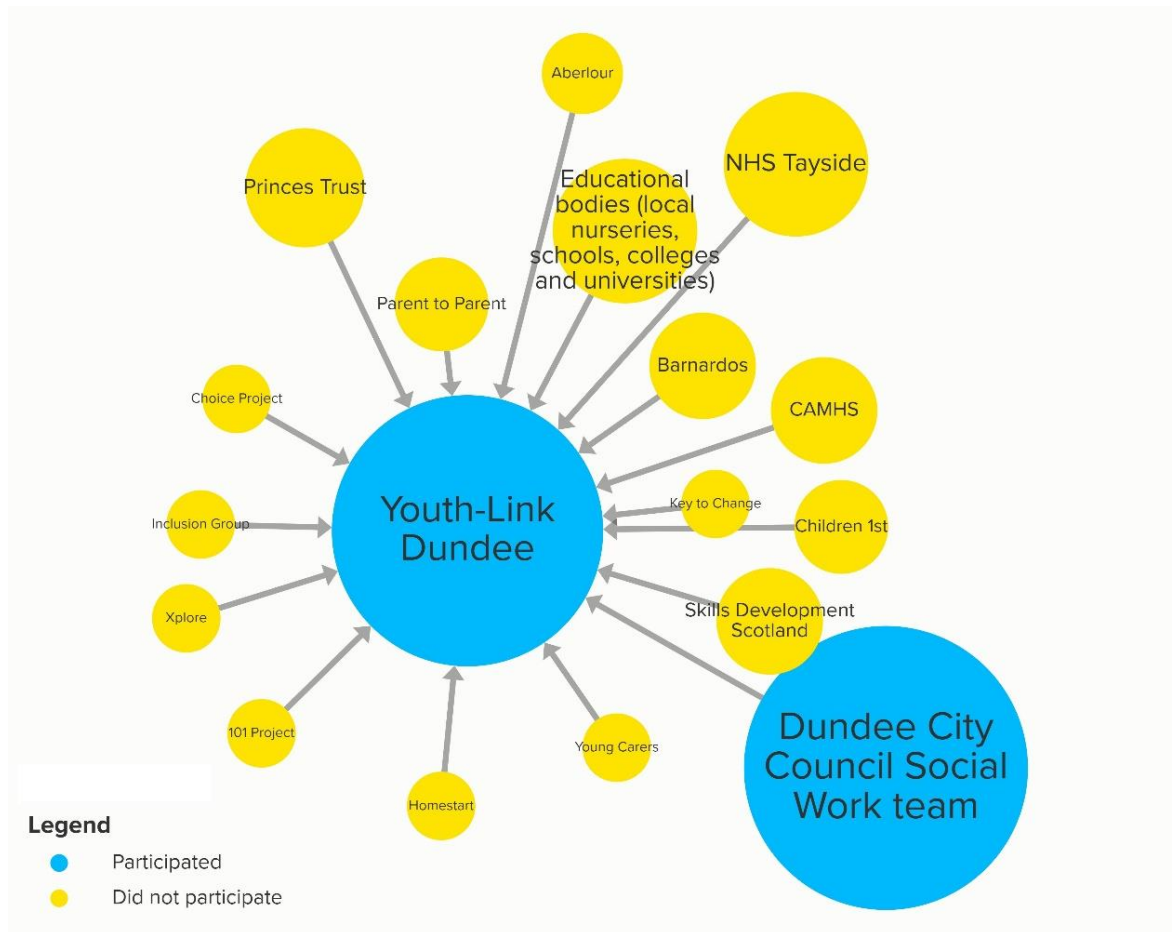 Aberlour
Princes Trust
NHS Tayside
Educational
bodies (local
nurseries,
schools, colleges
and universities)
Parent to Parent
Barnardos
Choice Project
CAMHS
Key to Change
Youth-Link
Dundee
Inclusion Group
Children 1st
Xplore
Skills Development
Scotland
101 Project
Young Carers
Dundee City
Council Social
Work team
Homestart
Legend
Participated
Did not participate